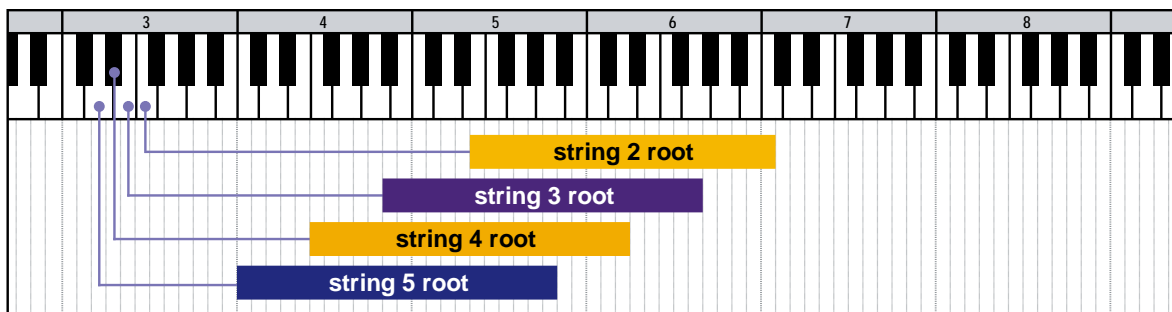 3 4 5 6 7 8
string 2 root
string 3 root
string 4 root
string 5 root